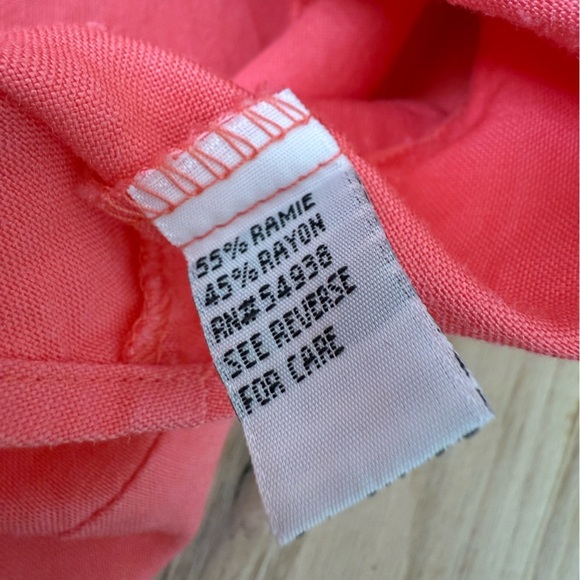 55% RAMIE
45% RAYON
RN#54938
SEE REVERSE
FOR CARE